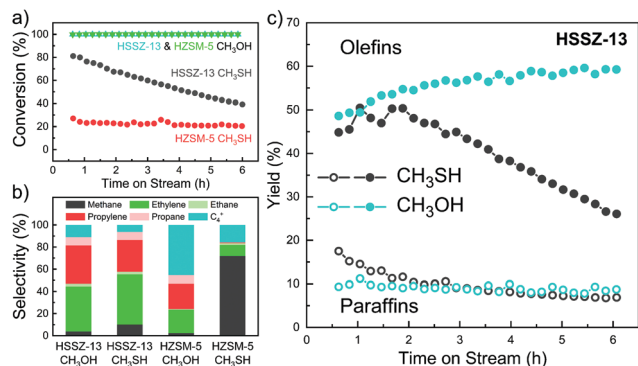 a)
HSSZ-13 & HZSM-5 CH₃OH
HSSZ-13 CH₃SH
HZSM-5 CH₃SH
Conversion (%)
100
80
60
40
20
0
0 1 2 3 4 5 6
Time on Stream (h)
b)
Methane Ethylene Ethane
Propylene Propane C₄⁺
Selectivity (%)
100
80
60
40
20
0
HSSZ-13 HSSZ-13 HZSM-5 HZSM-5
CH₃OH CH₃SH CH₃OH CH₃SH
c)
HSSZ-13
Olefins
CH₃SH
CH₃OH
Paraffins
Yield (%)
70
60
50
40
30
20
10
0
0 1 2 3 4 5 6
Time on Stream (h)